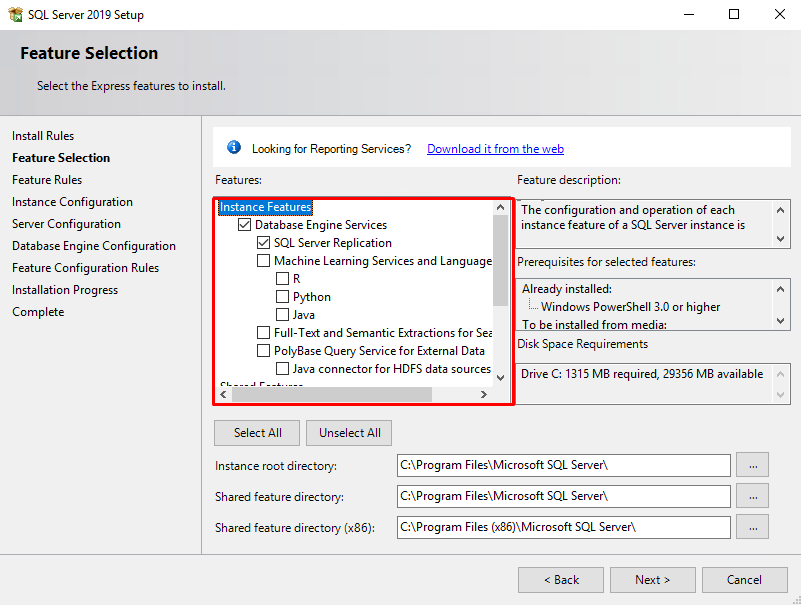 SQL Server 2019 Setup
Feature Selection
Select the Express features to install.
Install Rules
Feature Selection
Feature Rules
Instance Configuration
Server Configuration
Database Engine Configuration
Feature Configuration Rules
Installation Progress
Complete
Looking for Reporting Services? Download it from the web
Features:
Instance Features
Database Engine Services
SQL Server Replication
Machine Learning Services and Language
R
Python
Java
Full-Text and Semantic Extractions for Sea
PolyBase Query Service for External Data
Java connector for HDFS data sources
Shared Features
Feature description:
The configuration and operation of each
instance feature of a SQL Server instance is
Prerequisites for selected features:
Already installed:
Windows PowerShell 3.0 or higher
To be installed from media:
Disk Space Requirements
Drive C: 1315 MB required, 29356 MB available
Select All
Unselect All
Instance root directory:
C:\Program Files\Microsoft SQL Server\
...
Shared feature directory:
C:\Program Files\Microsoft SQL Server\
...
Shared feature directory (x86):
C:\Program Files (x86)\Microsoft SQL Server\
...
< Back
Next >
Cancel